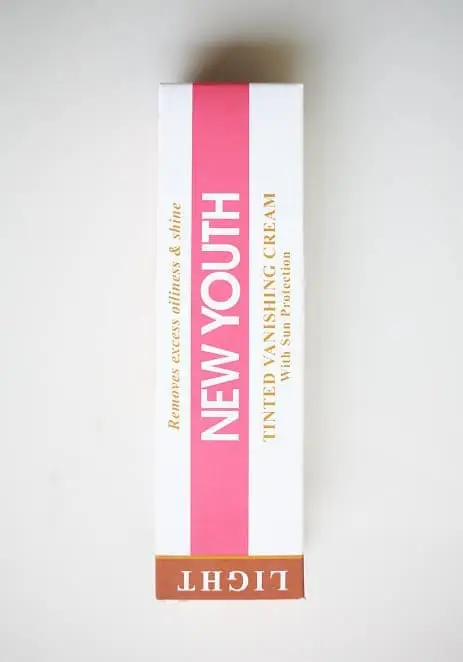 Removes excess oiliness & shine
NEW YOUTH
TINTED VANISHING CREAM
With Sun Protection
LIGHT